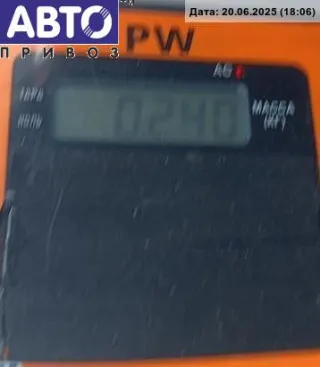 АВТО
ПРИВОЗ
Дата: 20.06.2025 (18:06)
PW
ТАРА
НОЛЬ
0.240
МАССА
(КГ)